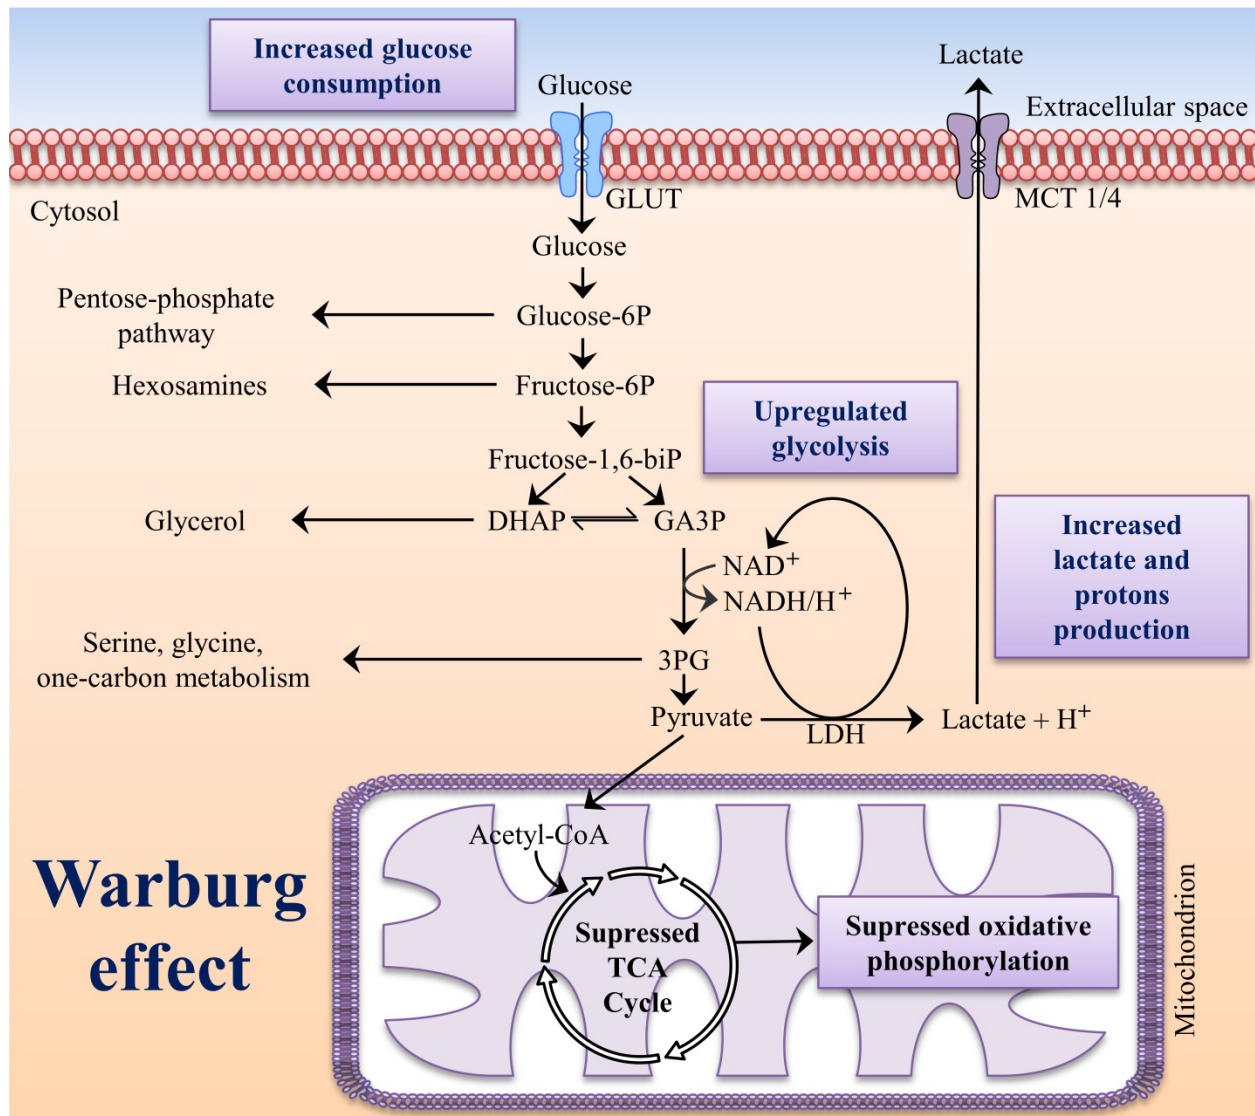 Increased glucose
consumption
Glucose
Lactate
Extracellular space
GLUT
MCT 1/4
Cytosol
Glucose
Pentose-phosphate
pathway
Glucose-6P
Hexosamines
Fructose-6P
Upregulated
glycolysis
Fructose-1,6-biP
Glycerol
DHAP
GA3P
Increased
lactate and
protons
production
NAD⁺
NADH/H⁺
Serine, glycine,
one-carbon metabolism
3PG
Pyruvate
LDH
Lactate + H⁺
Acetyl-CoA
Warburg
effect
Supressed
TCA
Cycle
Supressed oxidative
phosphorylation
Mitochondrion